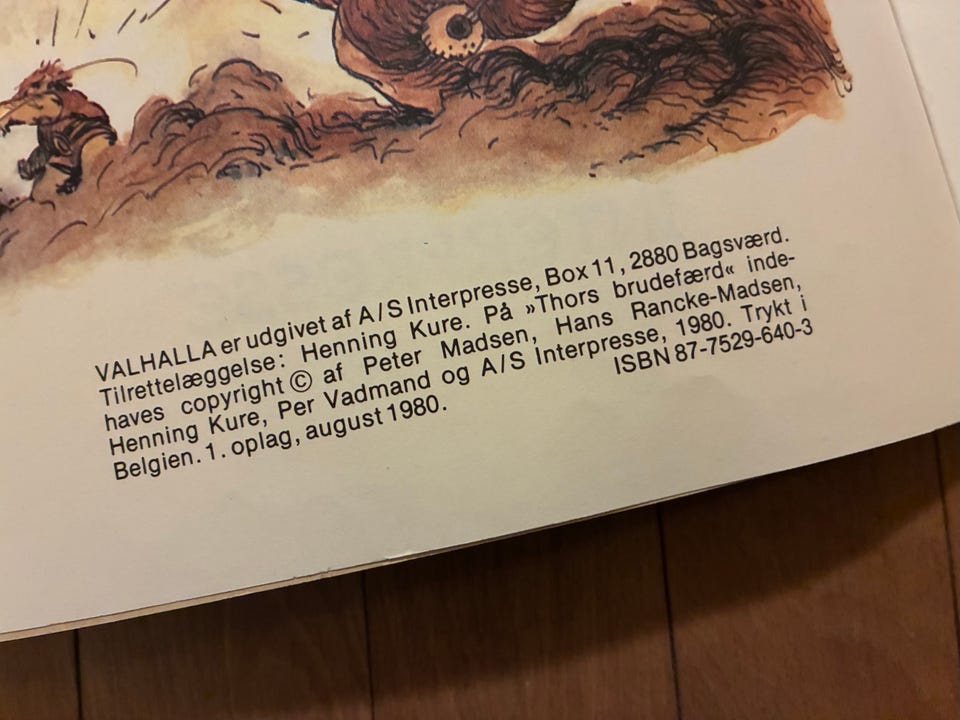 VALHALLA er udgivet af A/S Interpresse, Box 11, 2880 Bagsværd.
Tilrettelæggelse: Henning Kure. På »Thors brudefærd« inde-
haves copyright © af Peter Madsen, Hans Rancke-Madsen,
Henning Kure, Per Vadmand og A/S Interpresse, 1980. Trykt i
Belgien. 1. oplag, august 1980. ISBN 87-7529-640-3